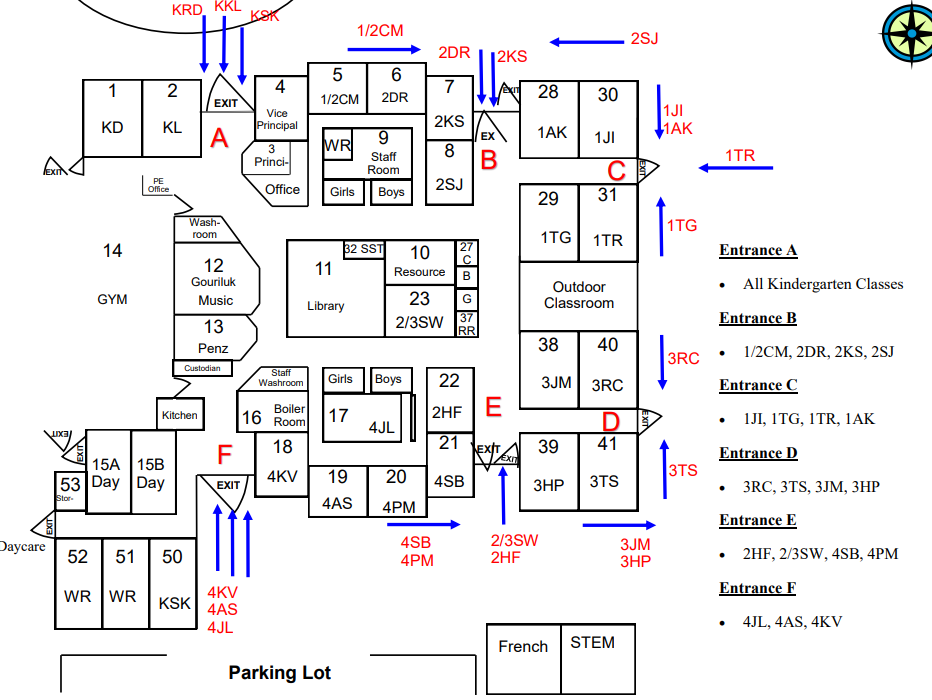 KRD
KKL
KSK
1/2CM
2DR
2KS
2SJ
1
KD
2
KL
EXIT
A
EXIT
4
Vice
Principal
3
Princi-
Office
5
1/2CM
6
2DR
7
2KS
8
2SJ
WR
9
Staff
Room
Girls
Boys
EX
EXIT
B
28
1AK
30
1JI
1JI
1AK
C
EXIT
1TR
29
1TG
31
1TR
1TG
PE
Office
Wash-
room
14
GYM
12
Gouriluk
Music
13
Penz
Custodian
Kitchen
11
Library
32 SST
10
Resource
23
2/3SW
27
C
B
G
37
RR
Outdoor
Classroom
38
3JM
40
3RC
3RC
D
EXIT
39
3HP
41
3TS
3TS
Staff
Washroom
16
Boiler
Room
Girls
Boys
17
4JL
22
2HF
21
4SB
E
EXIT
EXIT
F
18
4KV
19
4AS
20
4PM
EXIT
EXIT
EXIT
15A
Day
15B
Day
53
Stor-
EXIT
Daycare
52
WR
51
WR
50
KSK
4KV
4AS
4JL
4SB
4PM
2/3SW
2HF
3JM
3HP
French
STEM
Parking Lot
Entrance A
• All Kindergarten Classes
Entrance B
• 1/2CM, 2DR, 2KS, 2SJ
Entrance C
• 1JI, 1TG, 1TR, 1AK
Entrance D
• 3RC, 3TS, 3JM, 3HP
Entrance E
• 2HF, 2/3SW, 4SB, 4PM
Entrance F
• 4JL, 4AS, 4KV